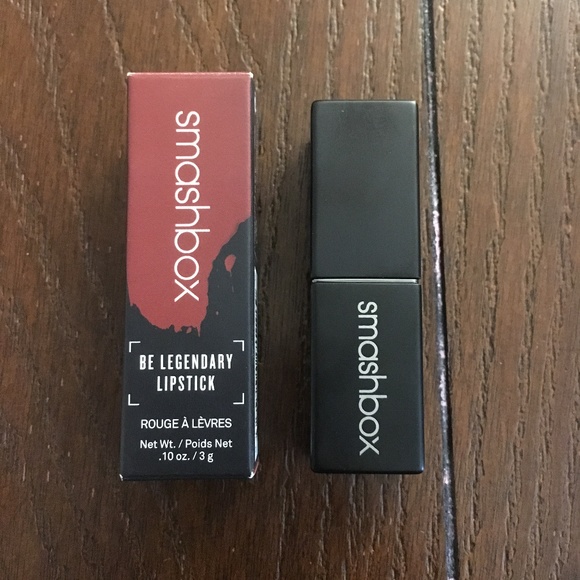 smashbox
BE LEGENDARY
LIPSTICK
ROUGE À LÈVRES
Net Wt. / Poids Net
.10 oz. / 3 g
smashbox